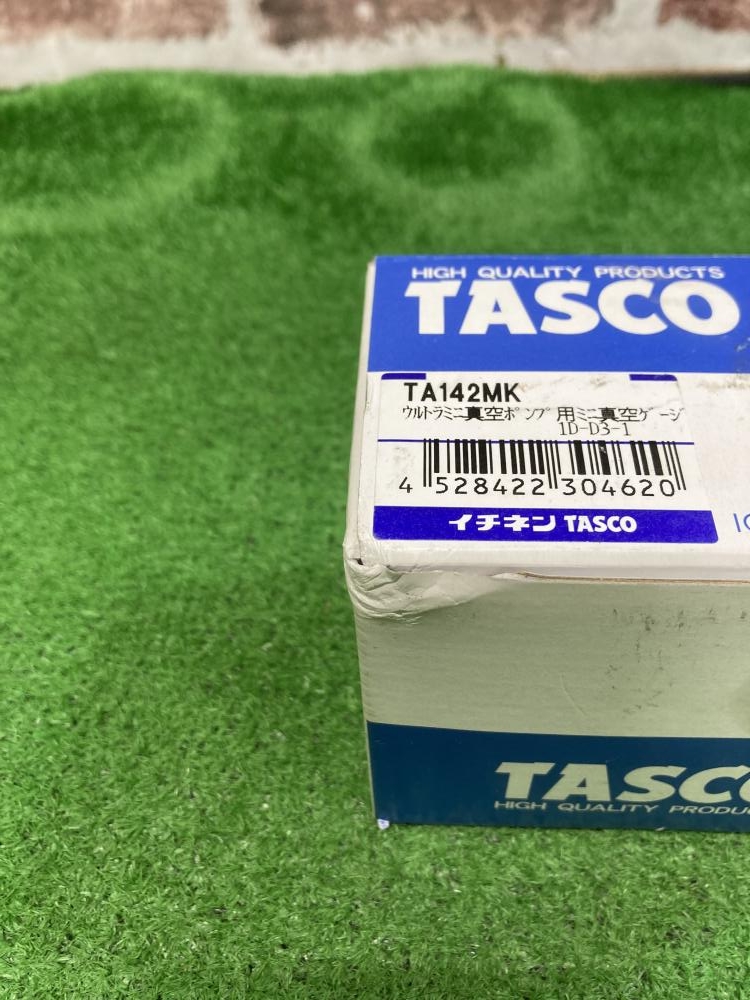 HIGH QUALITY PRODUCTS
TASCO
TA142MK
ｳﾙﾄﾗﾐﾆ真空ﾎﾟﾝﾌﾟ用ﾐﾆ真空ｹﾞｰｼﾞ
1D-D3-1
4 528422 304620
イチネン TASCO
TASC
HIGH QUALITY PRODU